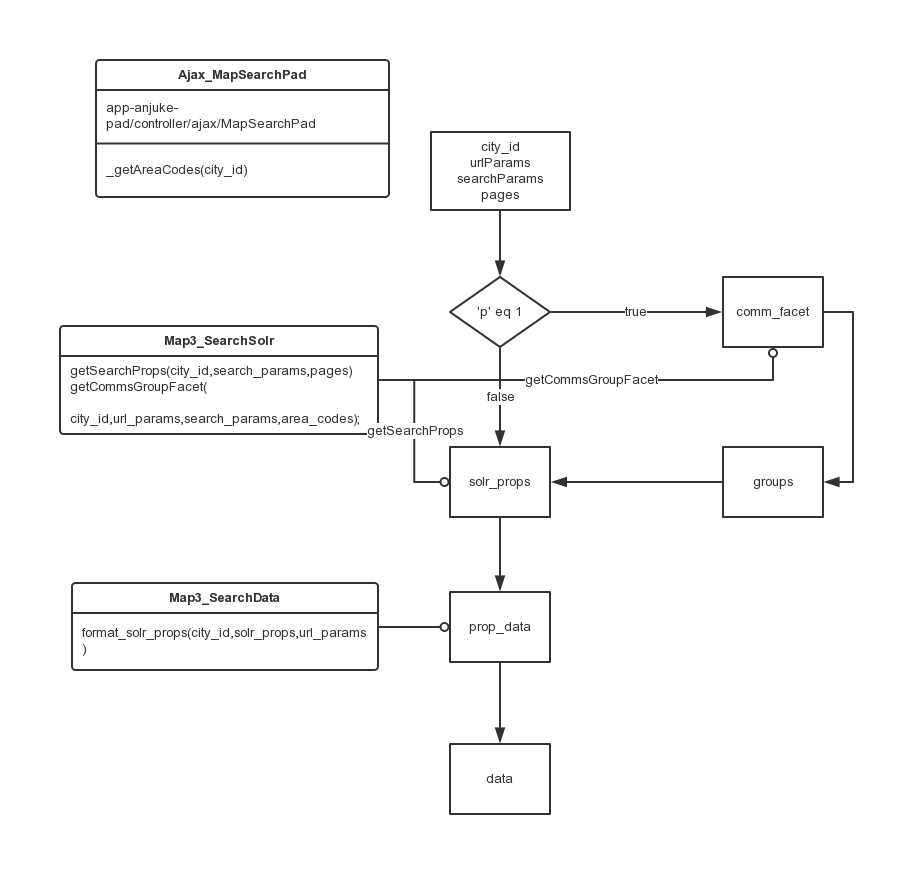 Ajax_MapSearchPad
app-anjuke-
pad/controller/ajax/MapSearchPad
_getAreaCodes(city_id)
city_id
urlParams
searchParams
pages
'p' eq 1
true
comm_facet
Map3_SearchSolr
getSearchProps(city_id,search_params,pages)
getCommsGroupFacet(
city_id,url_params,search_params,area_codes);
getCommsGroupFacet
false
getSearchProps
solr_props
groups
Map3_SearchData
format_solr_props(city_id,solr_props,url_params
)
prop_data
data